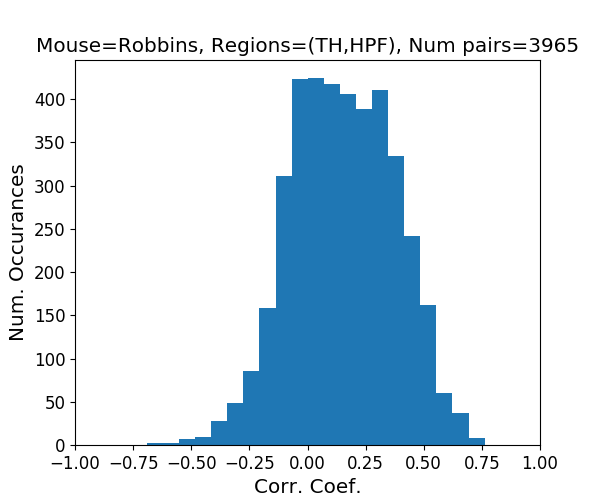 Mouse=Robbins, Regions=(TH,HPF), Num pairs=3965
Num. Occurances
400
350
300
250
200
150
100
50
0
−1.00 −0.75 −0.50 −0.25 0.00 0.25 0.50 0.75 1.00
Corr. Coef.